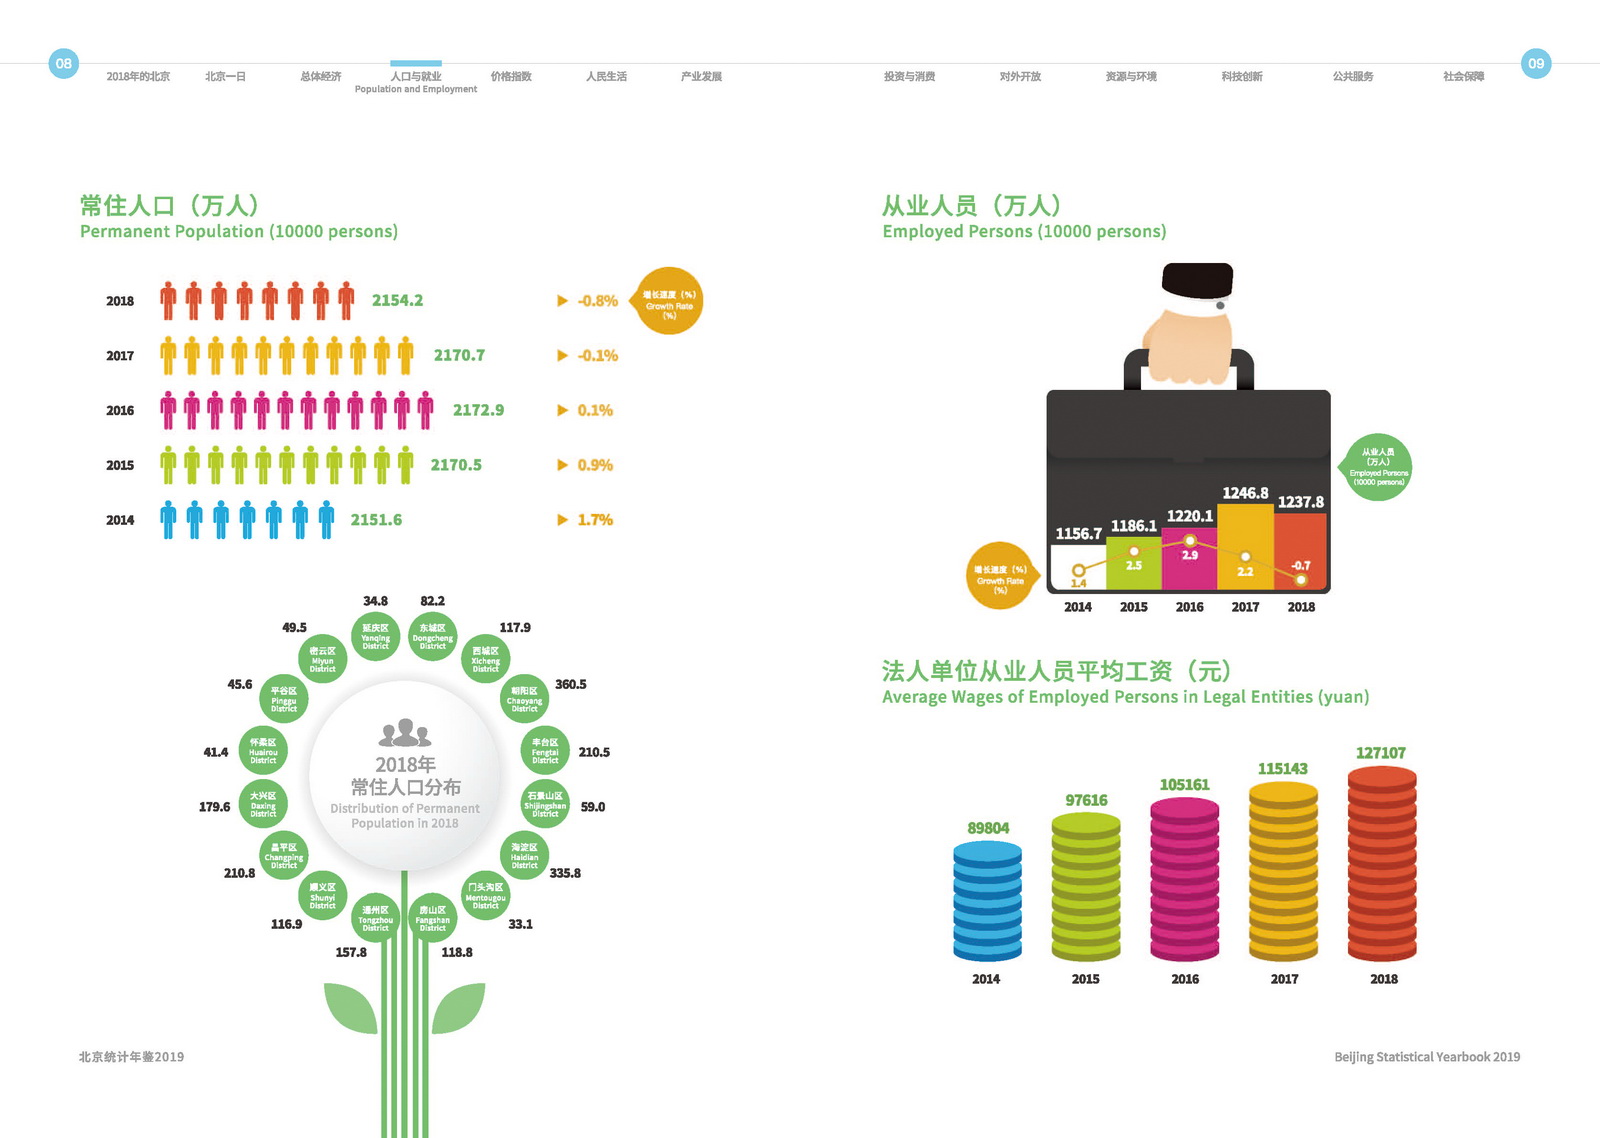 08
2018年的北京
北京一日
总体经济
人口与就业
Population and Employment
价格指数
人民生活
产业发展
投资与消费
对外开放
资源与环境
科技创新
公共服务
社会保障
09
常住人口（万人）
Permanent Population (10000 persons)
2018
2154.2
-0.8%
增长速度（%）
Growth Rate
(%)
2017
2170.7
-0.1%
2016
2172.9
0.1%
2015
2170.5
0.9%
2014
2151.6
1.7%
34.8
延庆区
Yanqing
District
82.2
东城区
Dongcheng
District
117.9
西城区
Xicheng
District
360.5
朝阳区
Chaoyang
District
210.5
丰台区
Fengtai
District
59.0
石景山区
Shijingshan
District
335.8
海淀区
Haidian
District
33.1
门头沟区
Mentougou
District
118.8
房山区
Fangshan
District
157.8
通州区
Tongzhou
District
116.9
顺义区
Shunyi
District
210.8
昌平区
Changping
District
179.6
大兴区
Daxing
District
41.4
怀柔区
Huairou
District
45.6
平谷区
Pinggu
District
49.5
密云区
Miyun
District
2018年
常住人口分布
Distribution of Permanent
Population in 2018
北京统计年鉴2019
从业人员（万人）
Employed Persons (10000 persons)
从业人员
（万人）
Employed Persons
(10000 persons)
1156.7
1186.1
1220.1
1246.8
1237.8
增长速度（%）
Growth Rate
(%)
1.4
2.5
2.9
2.2
-0.7
2014
2015
2016
2017
2018
法人单位从业人员平均工资（元）
Average Wages of Employed Persons in Legal Entities (yuan)
89804
97616
105161
115143
127107
2014
2015
2016
2017
2018
Beijing Statistical Yearbook 2019